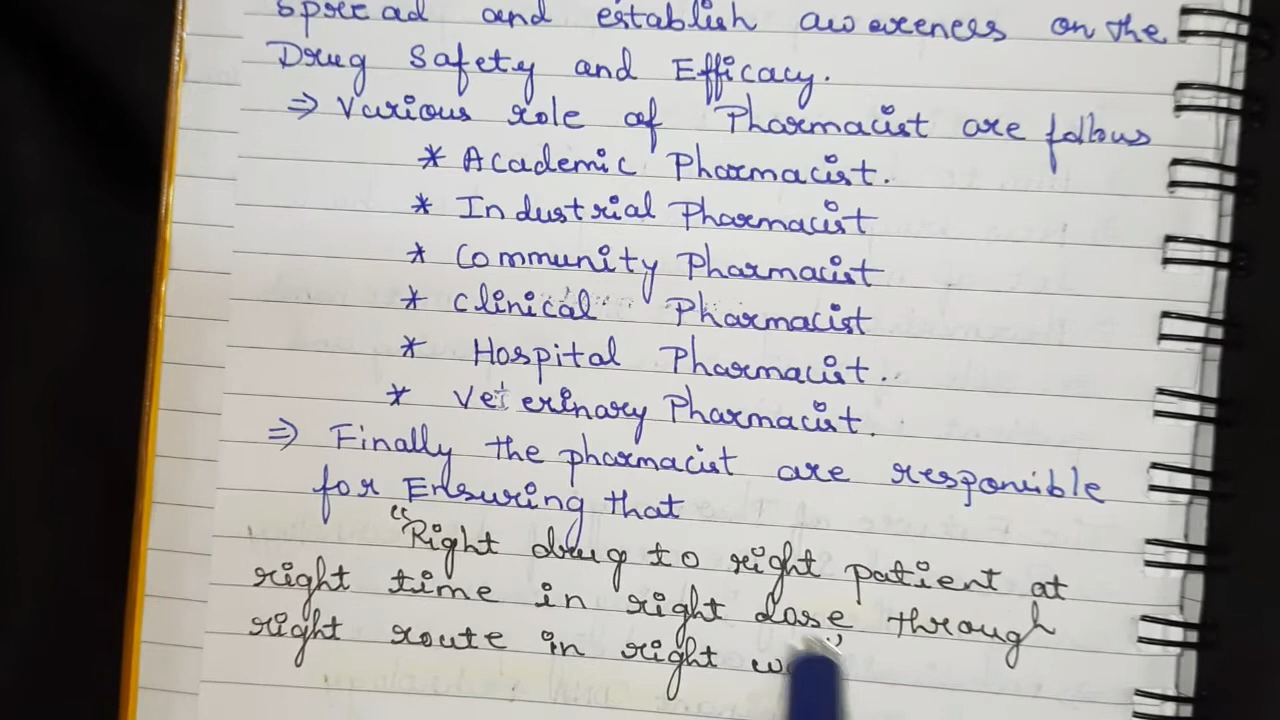 spread and establish awareness on the
Drug Safety and Efficacy.
⇒ Various role of Pharmacist are follows
* Academic Pharmacist.
* Industrial Pharmacist
* Community Pharmacist
* Clinical Pharmacist
* Hospital Pharmacist.
* Veterinary Pharmacist.
⇒ Finally the pharmacist are responsible
for Ensuring that
"Right drug to right patient at
right time in right dose through
right route in right